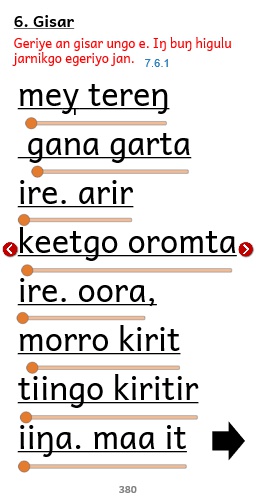 6. Gisar
Geriye an gisar ungo e. Iŋ buŋ higulu
jarnikgo egeriyo jan. 7.6.1
mey tereŋ
gana garta
ire. arir
keetgo oromta
ire. oora,
morro kirit
tiingo kiritir
iiŋa. maa it
380